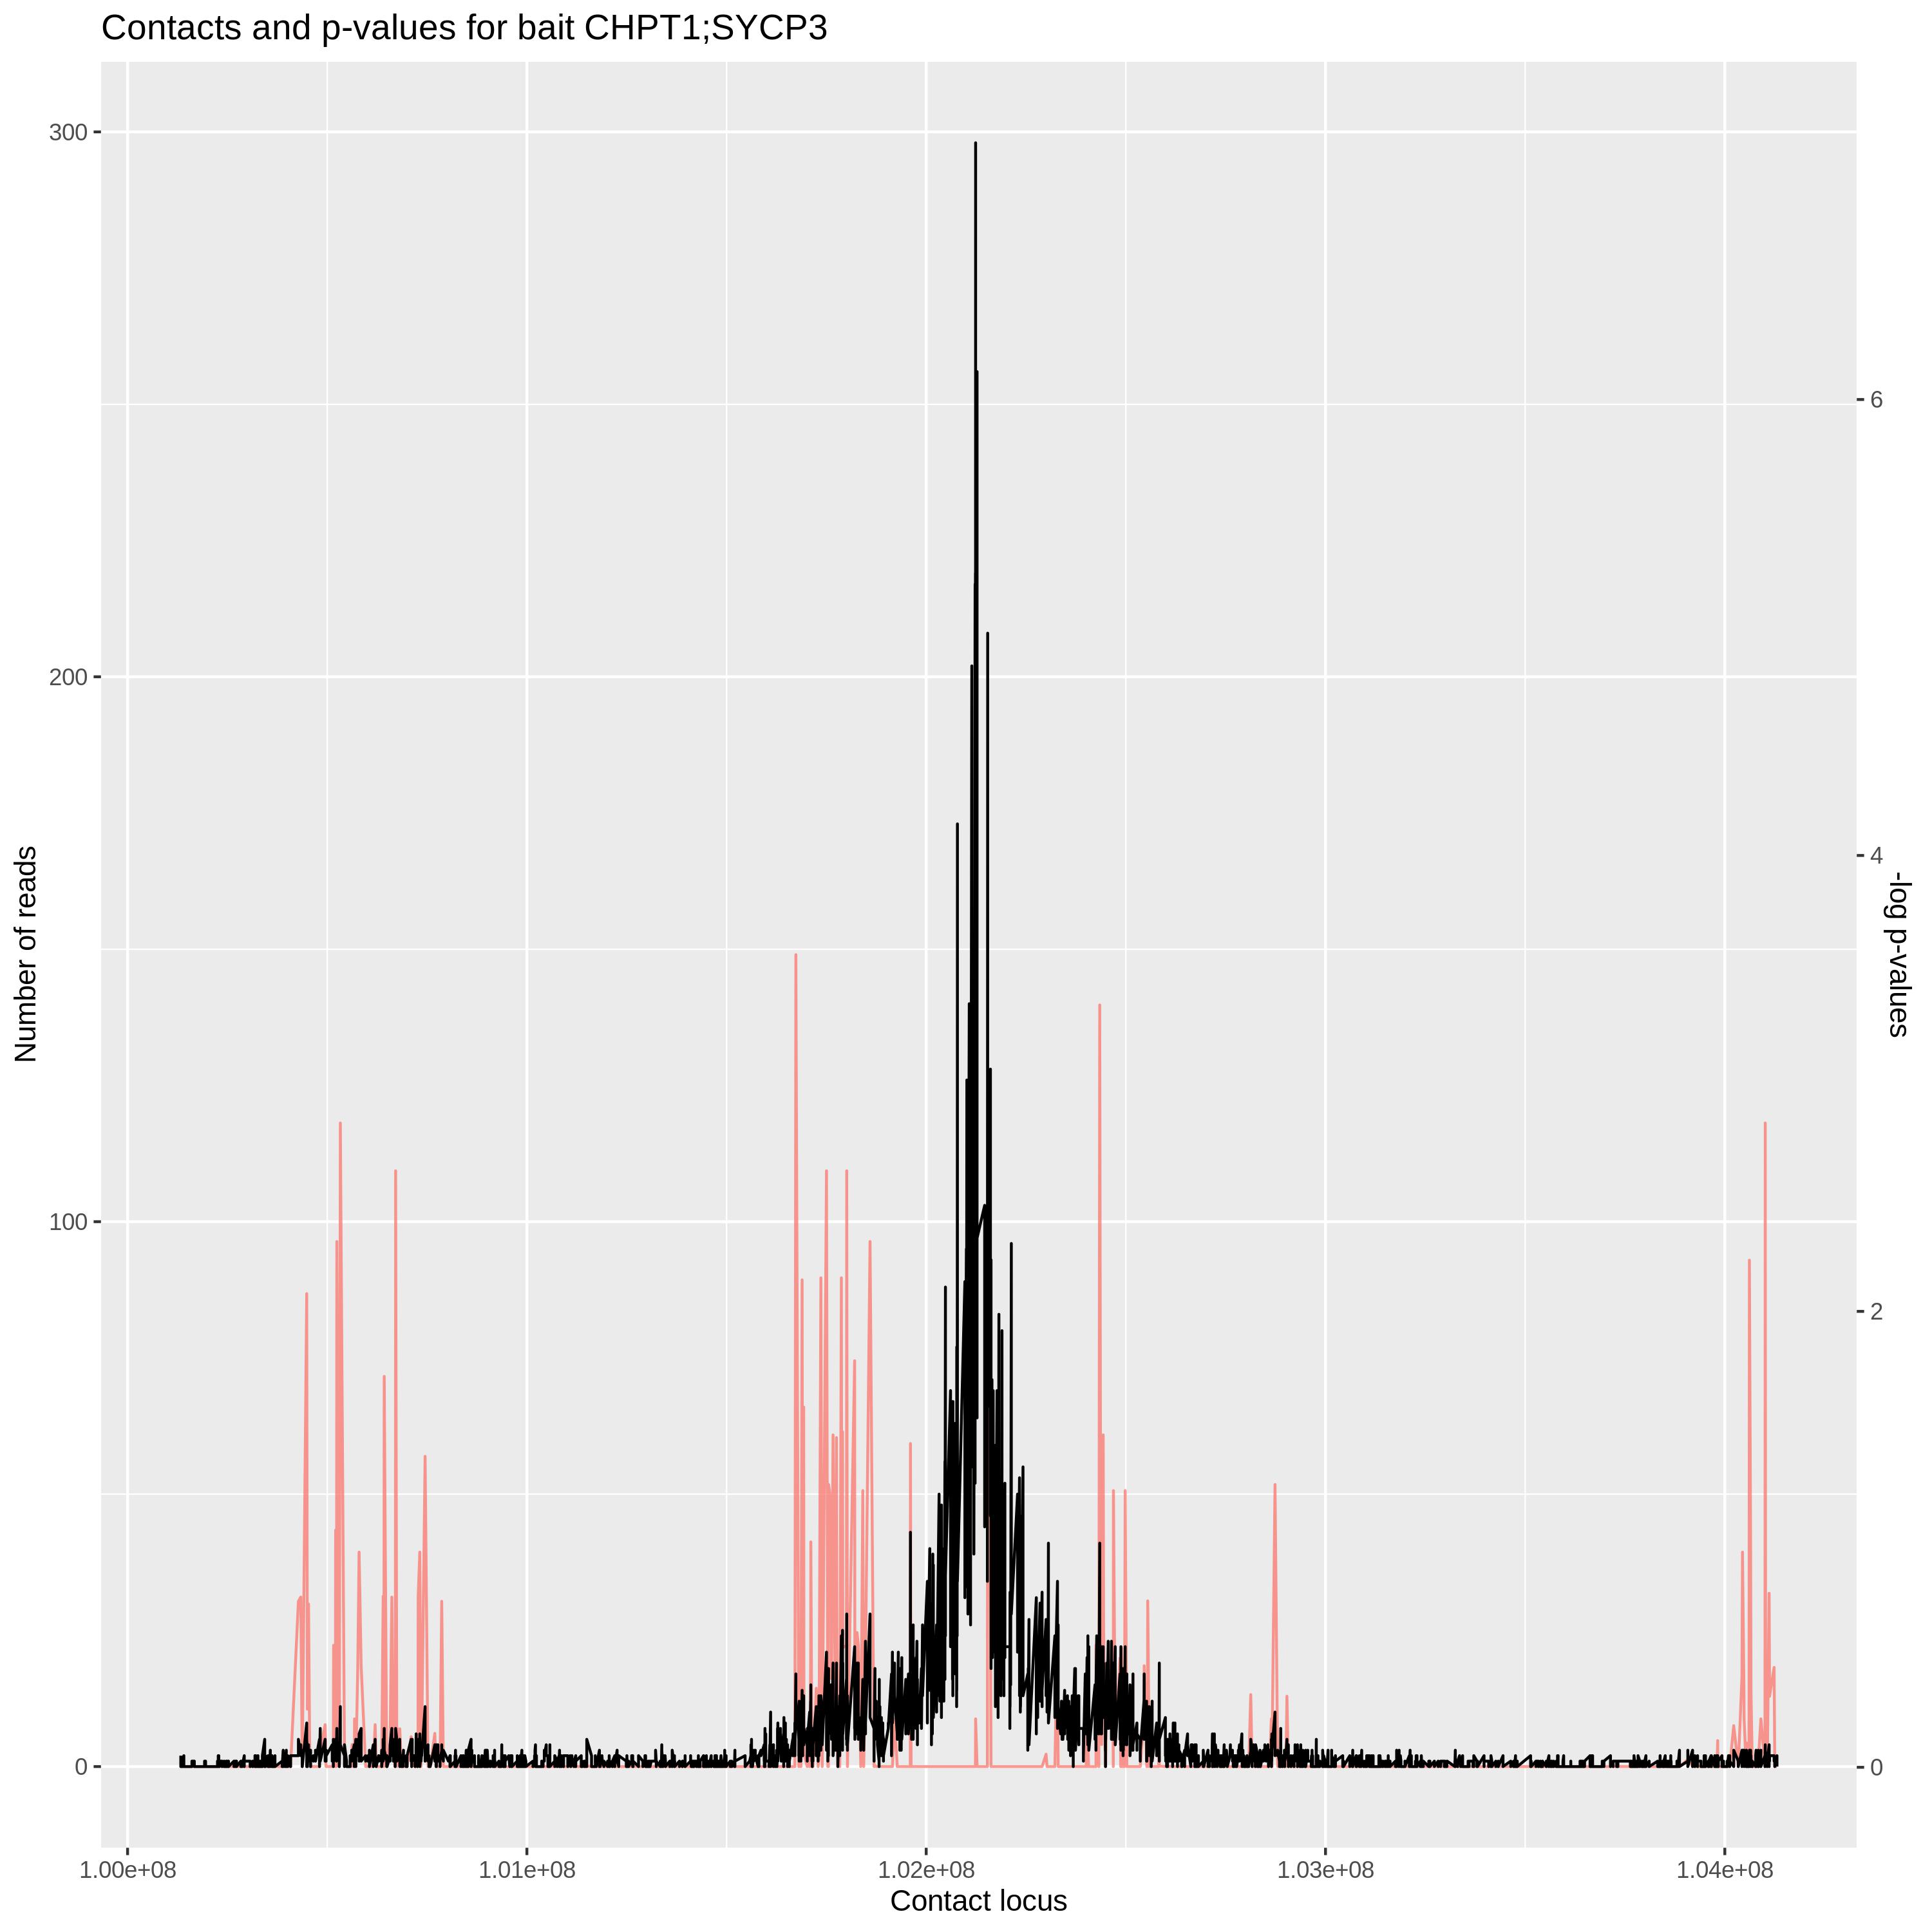 Contacts and p-values for bait CHPT1;SYCP3
300
200
100
0
Number of reads
6
4
2
0
-log p-values
1.00e+08
1.01e+08
1.02e+08
1.03e+08
1.04e+08
Contact locus